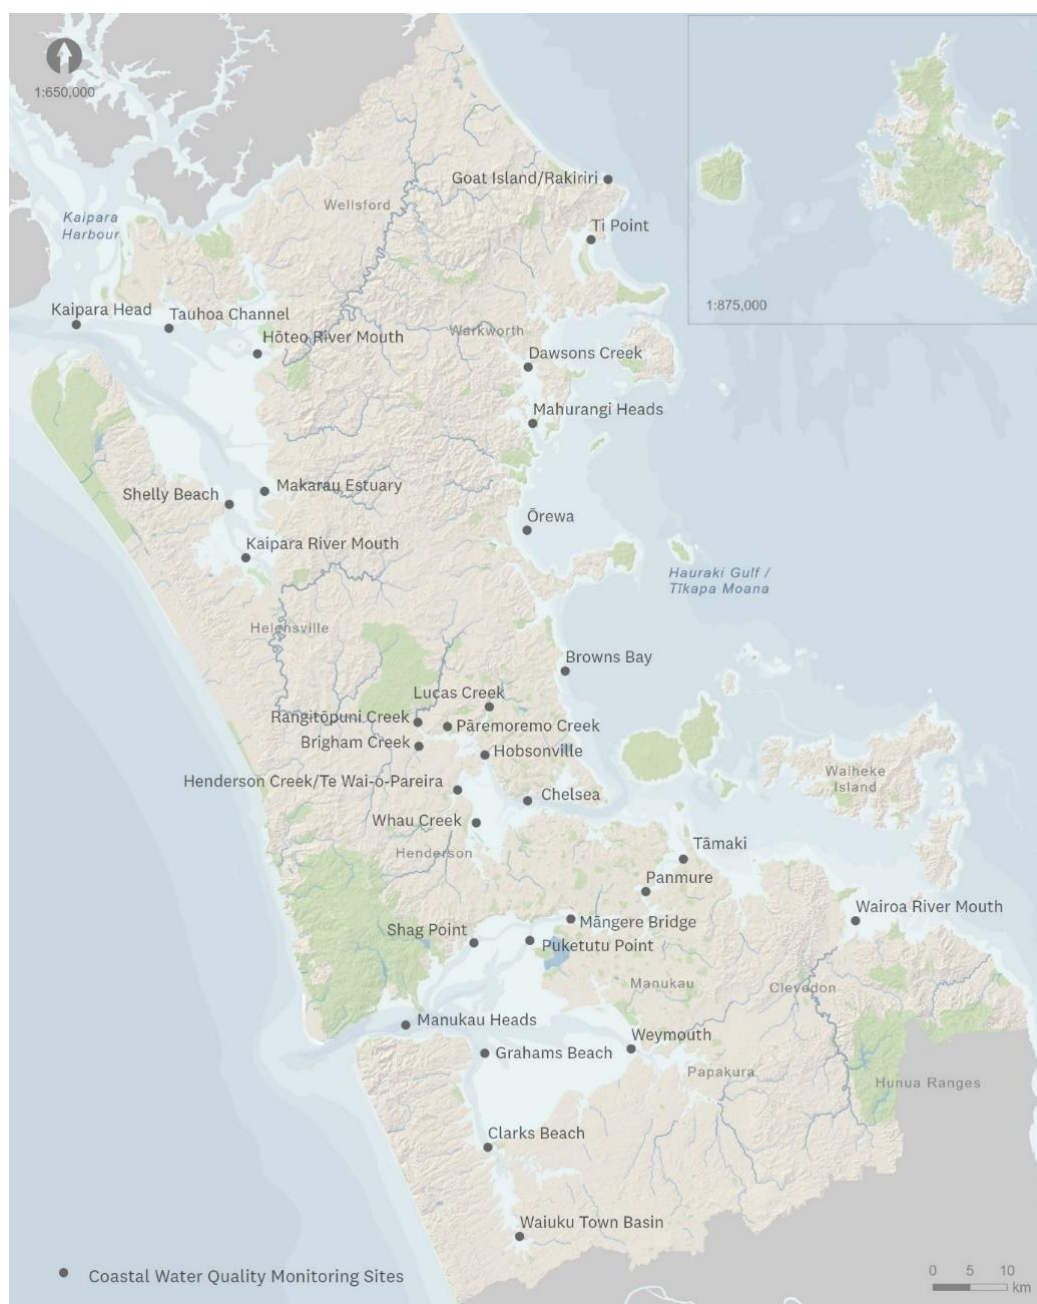 1:650,000
Goat Island/Rakiriri
Wellsford
Kaipara
Harbour
Ti Point
1:875,000
Kaipara Head
Tauhoa Channel
Hōteo River Mouth
Warkworth
Dawsons Creek
Mahurangi Heads
Makarau Estuary
Shelly Beach
Ōrewa
Kaipara River Mouth
Hauraki Gulf /
Tīkapa Moana
Helensville
Browns Bay
Lucas Creek
Rangitōpuni Creek
Pāremoremo Creek
Brigham Creek
Hobsonville
Waiheke
Island
Henderson Creek/Te Wai-o-Pareira
Chelsea
Whau Creek
Henderson
Tāmaki
Panmure
Wairoa River Mouth
Māngere Bridge
Shag Point
Puketutu Point
Manukau
Clevedon
Manukau Heads
Weymouth
Grahams Beach
Papakura
Hunua Ranges
Clarks Beach
Waiuku Town Basin
Coastal Water Quality Monitoring Sites
0 5 10
km